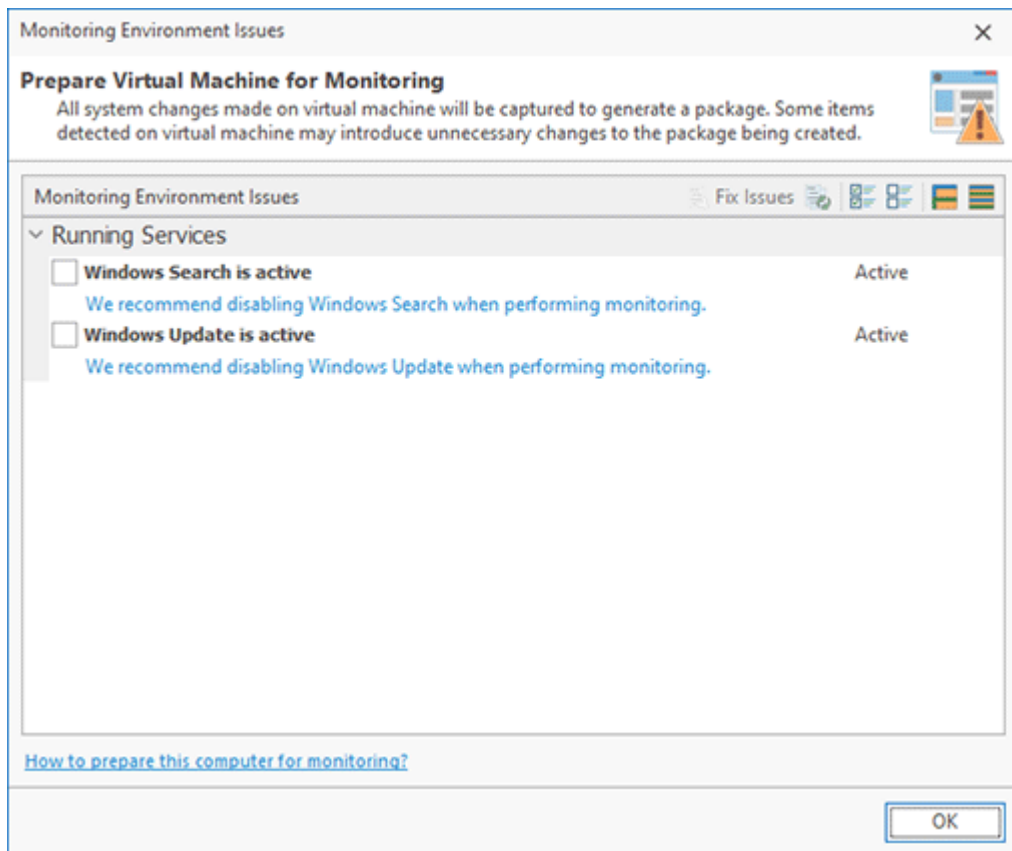 Monitoring Environment Issues
Prepare Virtual Machine for Monitoring
All system changes made on virtual machine will be captured to generate a package. Some items
detected on virtual machine may introduce unnecessary changes to the package being created.
Monitoring Environment Issues Fix Issues
Running Services
Windows Search is active Active
We recommend disabling Windows Search when performing monitoring.
Windows Update is active Active
We recommend disabling Windows Update when performing monitoring.
How to prepare this computer for monitoring?
OK